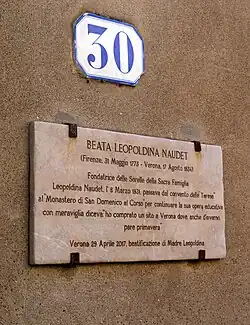 30
BEATA LEOPOLDINA NAUDET
(Firenze, 31 Maggio 1773 - Verona, 17 Agosto 1834)
Fondatrice delle Sorelle della Sacra Famiglia
Leopoldina Naudet, l'8 Marzo 1831, passava dal convento delle "Terese"
al Monastero di San Domenico al Corso per continuare la sua opera educativa
con meraviglia diceva: ho comprato un sito a Verona dove, anche d'inverno,
pare primavera
Verona 29 Aprile 2017, beatificazione di Madre Leopoldina